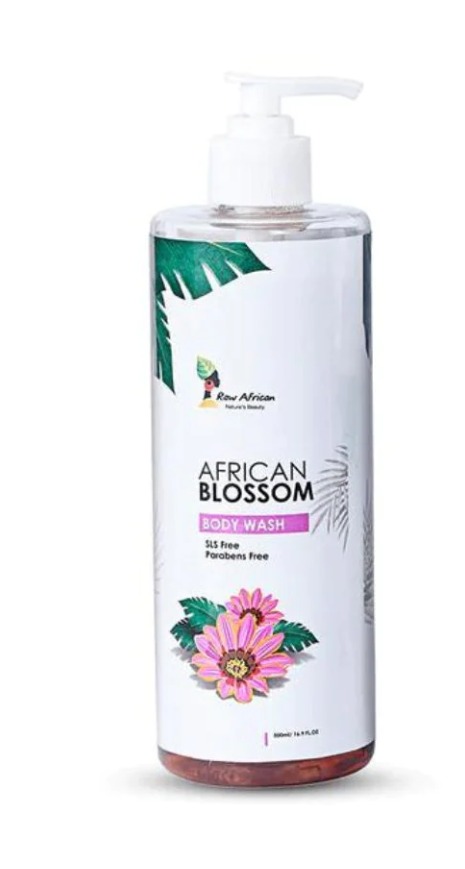 Raw African
Nature's Beauty
AFRICAN
BLOSSOM
BODY WASH
SLS Free
Parabens Free
500ml/ 16.9 FL.OZ